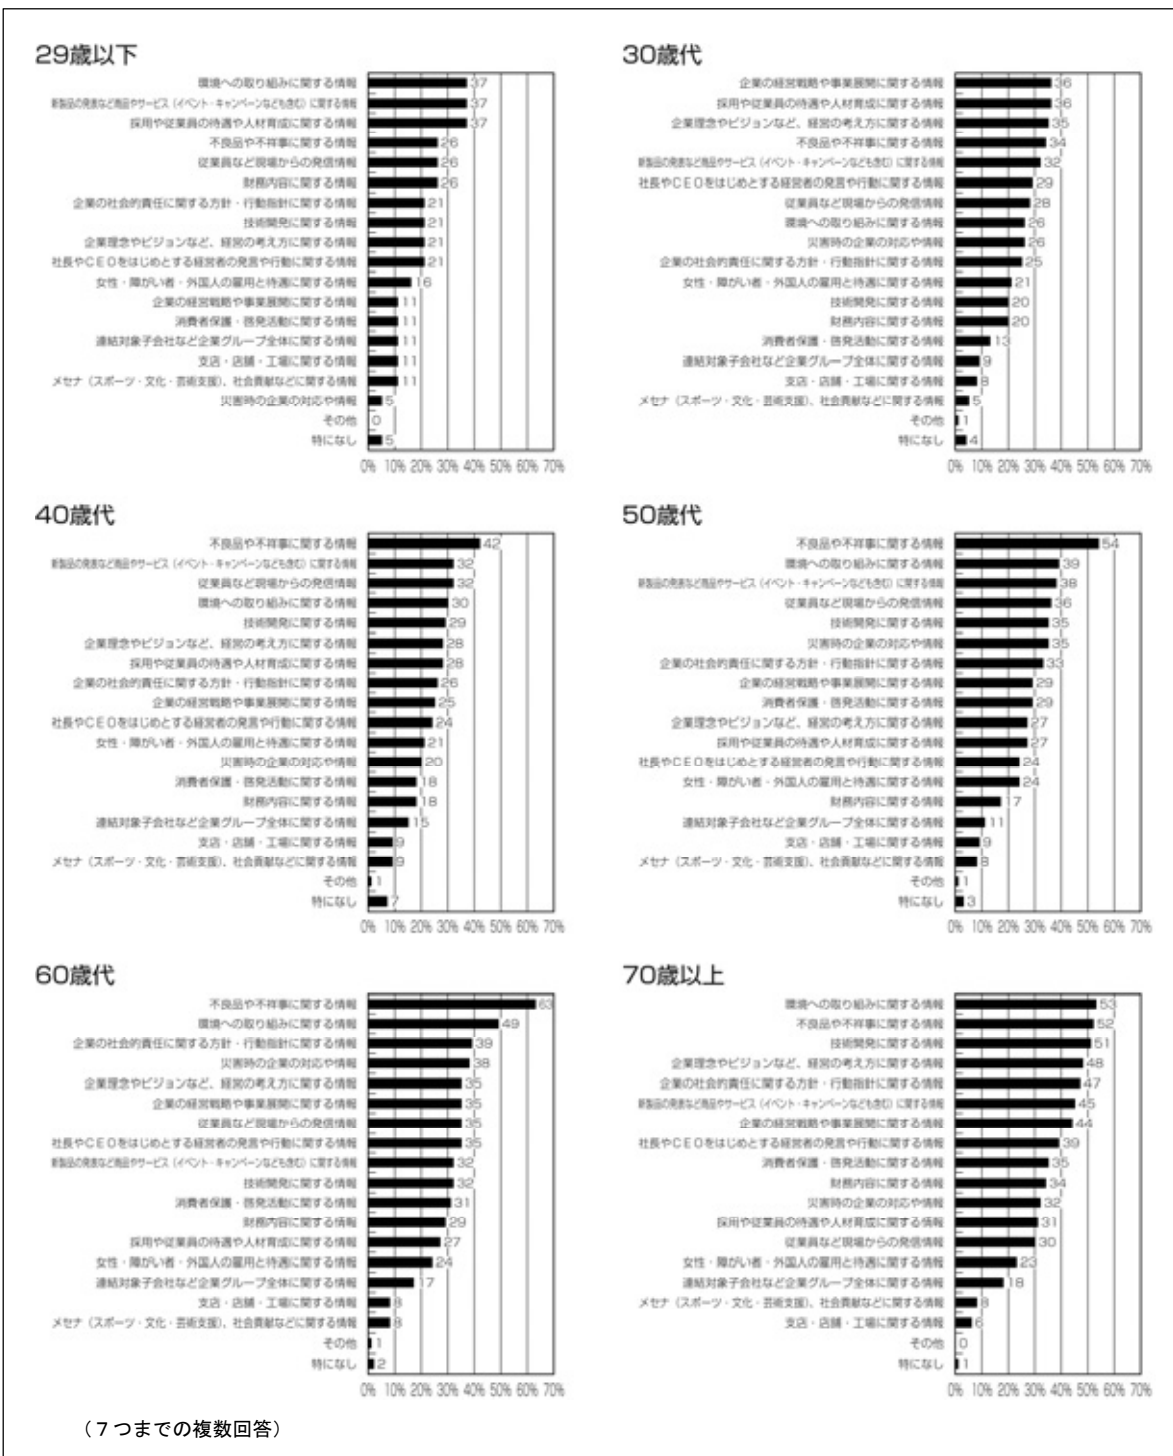 29歳以下
環境への取り組みに関する情報 37
新製品の発表など商品やサービス（イベント・キャンペーンなども含む）に関する情報 37
採用や従業員の待遇や人材育成に関する情報 37
不良品や不祥事に関する情報 26
従業員など現場からの発信情報 26
財務内容に関する情報 26
企業の社会的責任に関する方針・行動指針に関する情報 21
技術開発に関する情報 21
企業理念やビジョンなど、経営の考え方に関する情報 21
社長やCEOをはじめとする経営者の発言や行動に関する情報 21
女性・障がい者・外国人の雇用と待遇に関する情報 16
企業の経営戦略や事業展開に関する情報 11
消費者保護・啓発活動に関する情報 11
連結対象子会社など企業グループ全体に関する情報 11
支店・店舗・工場に関する情報 11
メセナ（スポーツ・文化・芸術支援）、社会貢献などに関する情報 11
災害時の企業の対応や情報 5
その他 0
特になし 5
0% 10% 20% 30% 40% 50% 60% 70%
30歳代
企業の経営戦略や事業展開に関する情報 36
採用や従業員の待遇や人材育成に関する情報 36
企業理念やビジョンなど、経営の考え方に関する情報 35
不良品や不祥事に関する情報 34
新製品の発表など商品やサービス（イベント・キャンペーンなども含む）に関する情報 32
社長やCEOをはじめとする経営者の発言や行動に関する情報 29
従業員など現場からの発信情報 28
環境への取り組みに関する情報 26
災害時の企業の対応や情報 26
企業の社会的責任に関する方針・行動指針に関する情報 25
女性・障がい者・外国人の雇用と待遇に関する情報 21
技術開発に関する情報 20
財務内容に関する情報 20
消費者保護・啓発活動に関する情報 13
連結対象子会社など企業グループ全体に関する情報 9
支店・店舗・工場に関する情報 8
メセナ（スポーツ・文化・芸術支援）、社会貢献などに関する情報 5
その他 1
特になし 4
0% 10% 20% 30% 40% 50% 60% 70%
40歳代
不良品や不祥事に関する情報 42
新製品の発表など商品やサービス（イベント・キャンペーンなども含む）に関する情報 32
従業員など現場からの発信情報 32
環境への取り組みに関する情報 30
技術開発に関する情報 29
企業理念やビジョンなど、経営の考え方に関する情報 28
採用や従業員の待遇や人材育成に関する情報 28
企業の社会的責任に関する方針・行動指針に関する情報 26
企業の経営戦略や事業展開に関する情報 25
社長やCEOをはじめとする経営者の発言や行動に関する情報 24
女性・障がい者・外国人の雇用と待遇に関する情報 21
災害時の企業の対応や情報 20
消費者保護・啓発活動に関する情報 18
財務内容に関する情報 18
連結対象子会社など企業グループ全体に関する情報 15
支店・店舗・工場に関する情報 9
メセナ（スポーツ・文化・芸術支援）、社会貢献などに関する情報 9
その他 1
特になし 7
0% 10% 20% 30% 40% 50% 60% 70%
50歳代
不良品や不祥事に関する情報 54
環境への取り組みに関する情報 39
新製品の発表など商品やサービス（イベント・キャンペーンなども含む）に関する情報 38
従業員など現場からの発信情報 36
技術開発に関する情報 35
災害時の企業の対応や情報 35
企業の社会的責任に関する方針・行動指針に関する情報 33
企業の経営戦略や事業展開に関する情報 29
消費者保護・啓発活動に関する情報 29
企業理念やビジョンなど、経営の考え方に関する情報 27
採用や従業員の待遇や人材育成に関する情報 27
社長やCEOをはじめとする経営者の発言や行動に関する情報 24
女性・障がい者・外国人の雇用と待遇に関する情報 24
財務内容に関する情報 17
連結対象子会社など企業グループ全体に関する情報 11
支店・店舗・工場に関する情報 9
メセナ（スポーツ・文化・芸術支援）、社会貢献などに関する情報 8
その他 1
特になし 3
0% 10% 20% 30% 40% 50% 60% 70%
60歳代
不良品や不祥事に関する情報 63
環境への取り組みに関する情報 49
企業の社会的責任に関する方針・行動指針に関する情報 39
災害時の企業の対応や情報 38
企業理念やビジョンなど、経営の考え方に関する情報 35
企業の経営戦略や事業展開に関する情報 35
従業員など現場からの発信情報 35
社長やCEOをはじめとする経営者の発言や行動に関する情報 35
新製品の発表など商品やサービス（イベント・キャンペーンなども含む）に関する情報 32
技術開発に関する情報 32
消費者保護・啓発活動に関する情報 31
財務内容に関する情報 29
採用や従業員の待遇や人材育成に関する情報 27
女性・障がい者・外国人の雇用と待遇に関する情報 24
連結対象子会社など企業グループ全体に関する情報 17
支店・店舗・工場に関する情報 8
メセナ（スポーツ・文化・芸術支援）、社会貢献などに関する情報 8
その他 1
特になし 2
0% 10% 20% 30% 40% 50% 60% 70%
70歳以上
環境への取り組みに関する情報 53
不良品や不祥事に関する情報 52
技術開発に関する情報 51
企業理念やビジョンなど、経営の考え方に関する情報 48
企業の社会的責任に関する方針・行動指針に関する情報 47
新製品の発表など商品やサービス（イベント・キャンペーンなども含む）に関する情報 45
企業の経営戦略や事業展開に関する情報 44
社長やCEOをはじめとする経営者の発言や行動に関する情報 39
消費者保護・啓発活動に関する情報 35
財務内容に関する情報 34
災害時の企業の対応や情報 32
採用や従業員の待遇や人材育成に関する情報 31
従業員など現場からの発信情報 30
女性・障がい者・外国人の雇用と待遇に関する情報 23
連結対象子会社など企業グループ全体に関する情報 18
メセナ（スポーツ・文化・芸術支援）、社会貢献などに関する情報 8
支店・店舗・工場に関する情報 6
その他 0
特になし 1
0% 10% 20% 30% 40% 50% 60% 70%
（７つまでの複数回答）